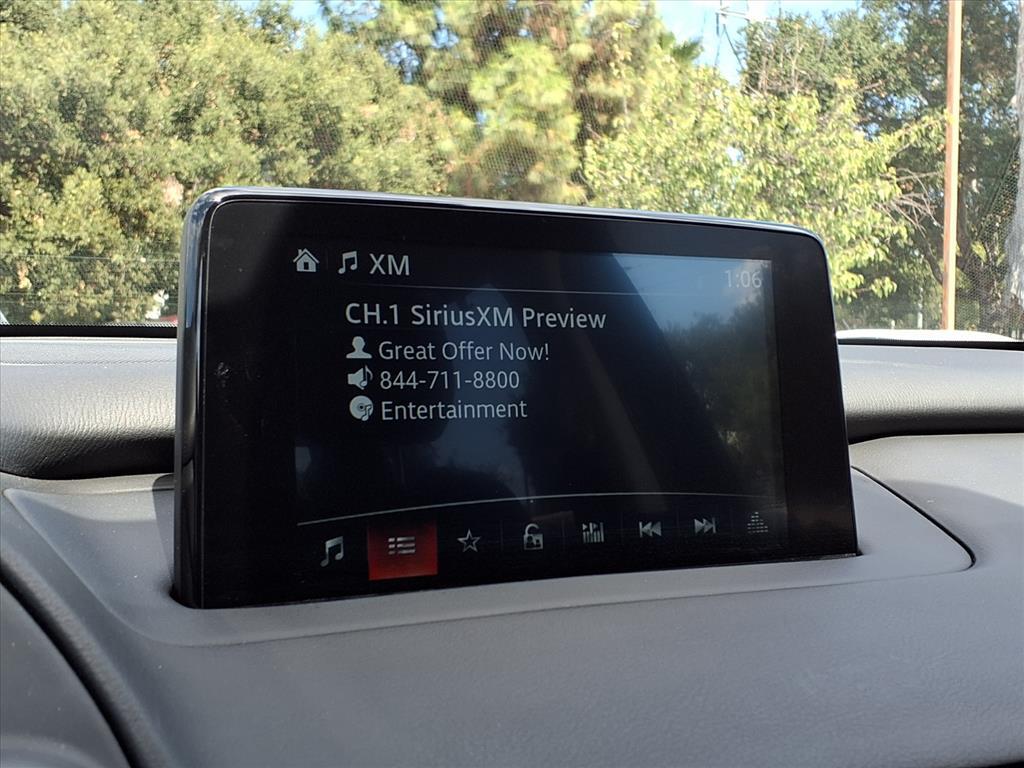 XM
1:06
CH.1 SiriusXM Preview
Great Offer Now!
844-711-8800
Entertainment